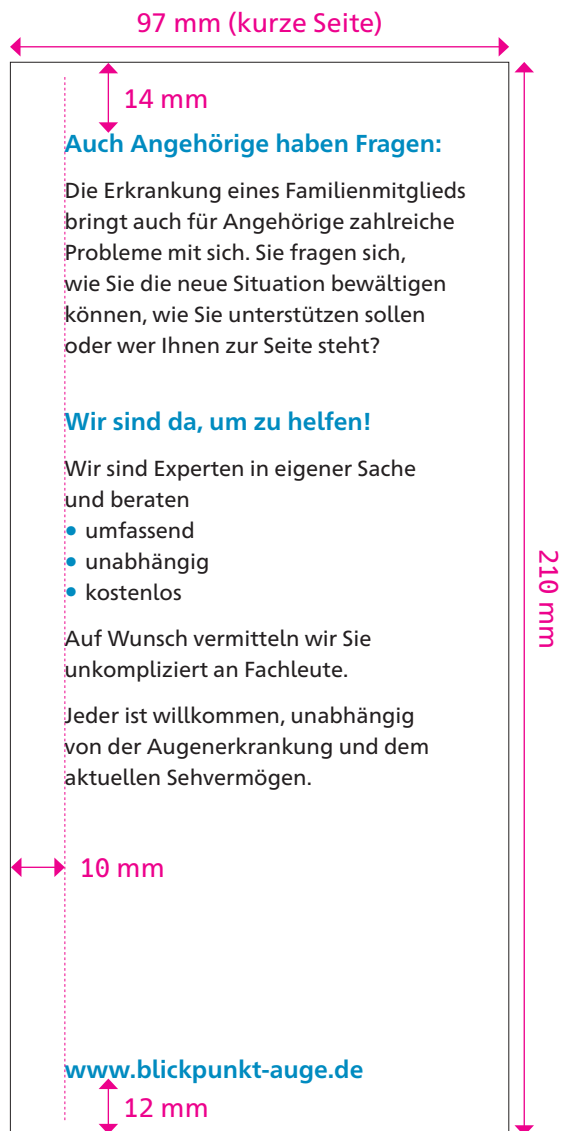 97 mm (kurze Seite)
14 mm
Auch Angehörige haben Fragen:
Die Erkrankung eines Familienmitglieds
bringt auch für Angehörige zahlreiche
Probleme mit sich. Sie fragen sich,
wie Sie die neue Situation bewältigen
können, wie Sie unterstützen sollen
oder wer Ihnen zur Seite steht?
Wir sind da, um zu helfen!
Wir sind Experten in eigener Sache
und beraten
• umfassend
• unabhängig
• kostenlos
210 mm
Auf Wunsch vermitteln wir Sie
unkompliziert an Fachleute.
Jeder ist willkommen, unabhängig
von der Augenerkrankung und dem
aktuellen Sehvermögen.
10 mm
www.blickpunkt-auge.de
12 mm